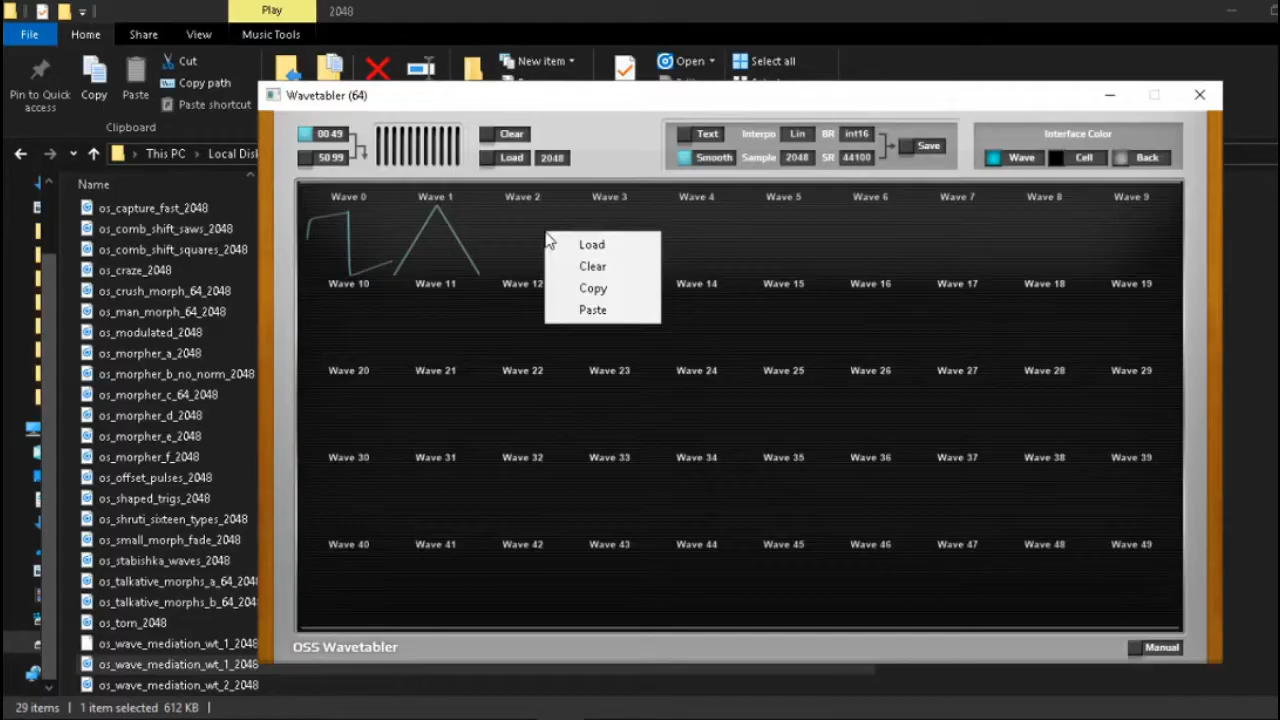 Play
2048
File
Home
Share
View
Music Tools
Pin to Quick access
Copy
Paste
Cut
Copy path
Paste shortcut
New item
Open
Select all
Clipboard
This PC
Local Disk
Name
os_capture_fast_2048
os_comb_shift_saws_2048
os_comb_shift_squares_2048
os_craze_2048
os_crush_morph_64_2048
os_man_morph_64_2048
os_modulated_2048
os_morpher_a_2048
os_morpher_b_no_norm_2048
os_morpher_c_64_2048
os_morpher_d_2048
os_morpher_e_2048
os_morpher_f_2048
os_offset_pulses_2048
os_shaped_trigs_2048
os_shruti_sixteen_types_2048
os_small_morph_fade_2048
os_stabishka_waves_2048
os_talkative_morphs_a_64_2048
os_talkative_morphs_b_64_2048
os_torn_2048
os_wave_mediation_wt_1_2048
os_wave_mediation_wt_1_2048
os_wave_mediation_wt_2_2048
29 items
1 item selected 612 KB
Wavetabler (64)
00 49
50 99
Clear
Load 2048
Text Interpo Lin BR int16
Smooth Sample 2048 SR 44100
Save
Interface Color
Wave Cell Back
Wave 0 Wave 1 Wave 2 Wave 3 Wave 4 Wave 5 Wave 6 Wave 7 Wave 8 Wave 9
Load
Clear
Copy
Paste
Wave 10 Wave 11 Wave 12 Wave 14 Wave 15 Wave 16 Wave 17 Wave 18 Wave 19
Wave 20 Wave 21 Wave 22 Wave 23 Wave 24 Wave 25 Wave 26 Wave 27 Wave 28 Wave 29
Wave 30 Wave 31 Wave 32 Wave 33 Wave 34 Wave 35 Wave 36 Wave 37 Wave 38 Wave 39
Wave 40 Wave 41 Wave 42 Wave 43 Wave 44 Wave 45 Wave 46 Wave 47 Wave 48 Wave 49
OSS Wavetabler
Manual